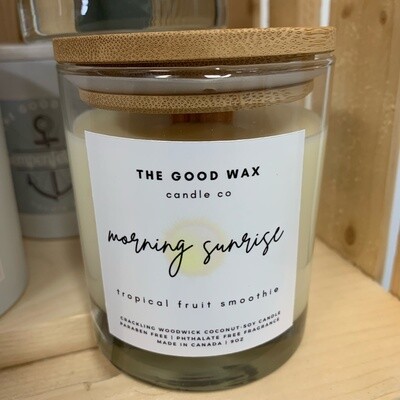 THE GOOD WAX
candle co
morning sunrise
tropical fruit smoothie
CRACKLING WOODWICK COCONUT-SOY CANDLE
PARABEN FREE | PHTHALATE FREE FRAGRANCE
MADE IN CANADA | 9OZ